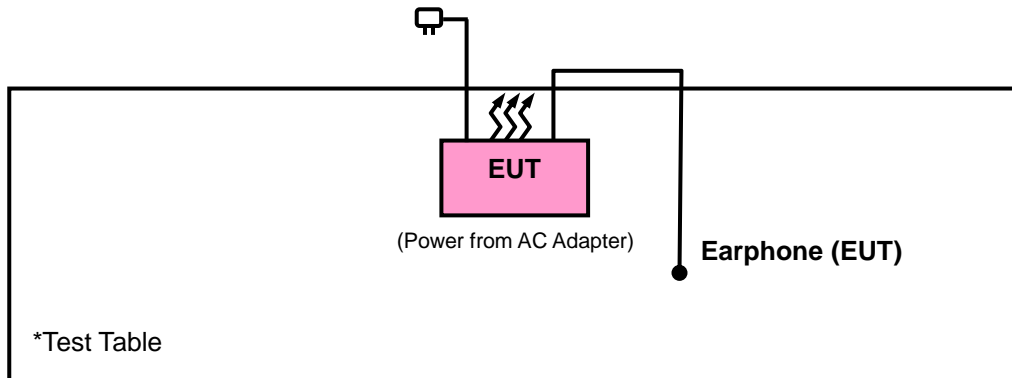 EUT
(Power from AC Adapter)
Earphone (EUT)
*Test Table